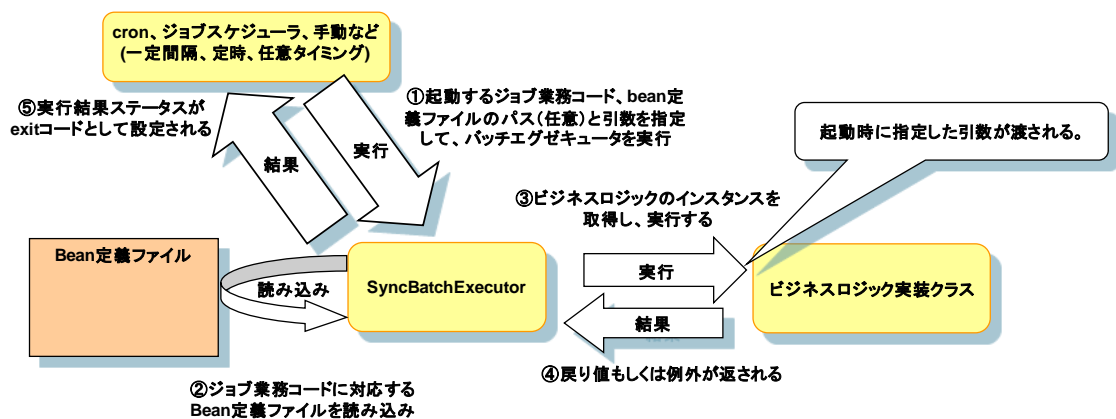 cron、ジョブスケジューラ、手動など
(一定間隔、定時、任意タイミング)
⑤実行結果ステータスが
exitコードとして設定される
①起動するジョブ業務コード、bean定
義ファイルのパス(任意)と引数を指定
して、バッチエグゼキュータを実行
結果
実行
起動時に指定した引数が渡される。
③ビジネスロジックのインスタンスを
取得し、実行する
Bean定義ファイル
読み込み
SyncBatchExecutor
実行
結果
ビジネスロジック実装クラス
④戻り値もしくは例外が返される
②ジョブ業務コードに対応する
Bean定義ファイルを読み込み